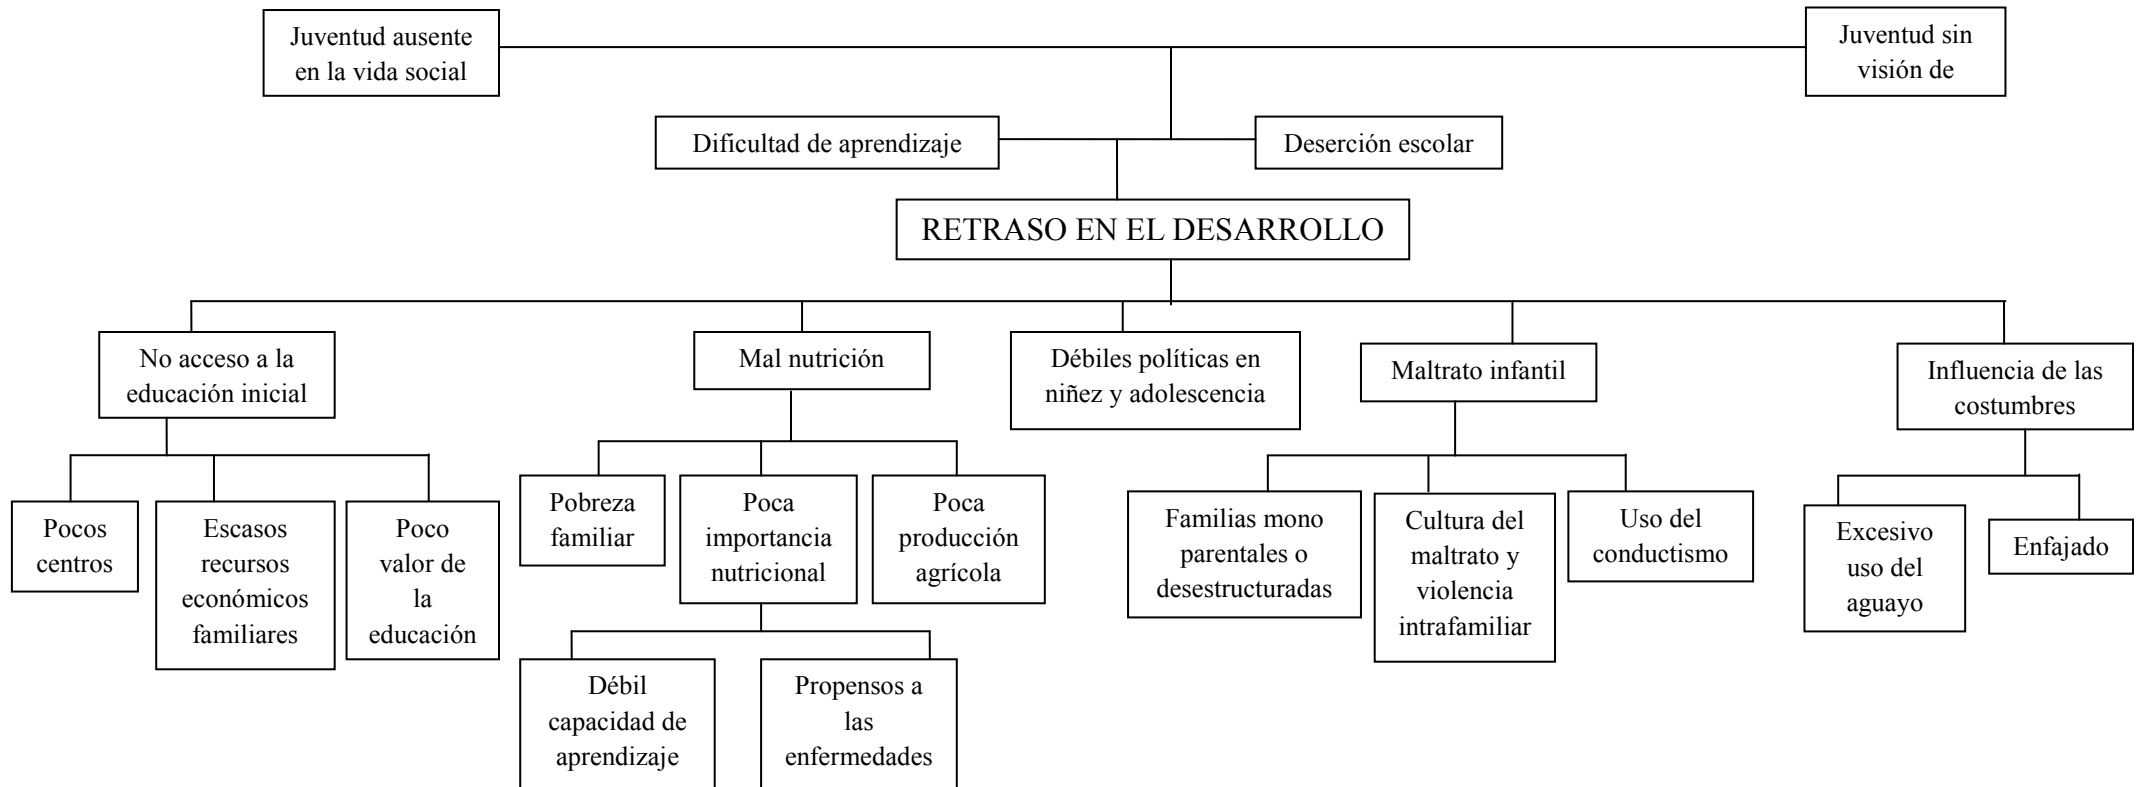 Juventud ausente
en la vida social
Juventud sin
visión de
Dificultad de aprendizaje
Deserción escolar
RETRASO EN EL DESARROLLO
No acceso a la
educación inicial
Mal nutrición
Débiles políticas en
niñez y adolescencia
Maltrato infantil
Influencia de las
costumbres
Pocos
centros
Escasos
recursos
económicos
familiares
Poco
valor de
la
educación
Pobreza
familiar
Poca
importancia
nutricional
Poca
producción
agrícola
Familias mono
parentales o
desestructuradas
Cultura del
maltrato y
violencia
intrafamiliar
Uso del
conductismo
Excesivo
uso del
aguayo
Enfajado
Débil
capacidad de
aprendizaje
Propensos a
las
enfermedades